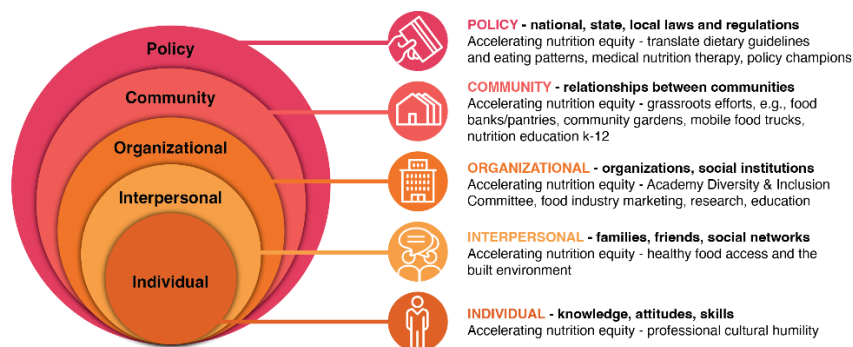 Policy
Community
Organizational
Interpersonal
Individual
POLICY - national, state, local laws and regulations
Accelerating nutrition equity - translate dietary guidelines
and eating patterns, medical nutrition therapy, policy champions
COMMUNITY - relationships between communities
Accelerating nutrition equity - grassroots efforts, e.g., food
banks/pantries, community gardens, mobile food trucks,
nutrition education k-12
ORGANIZATIONAL - organizations, social institutions
Accelerating nutrition equity - Academy Diversity & Inclusion
Committee, food industry marketing, research, education
INTERPERSONAL - families, friends, social networks
Accelerating nutrition equity - healthy food access and the
built environment
INDIVIDUAL - knowledge, attitudes, skills
Accelerating nutrition equity - professional cultural humility